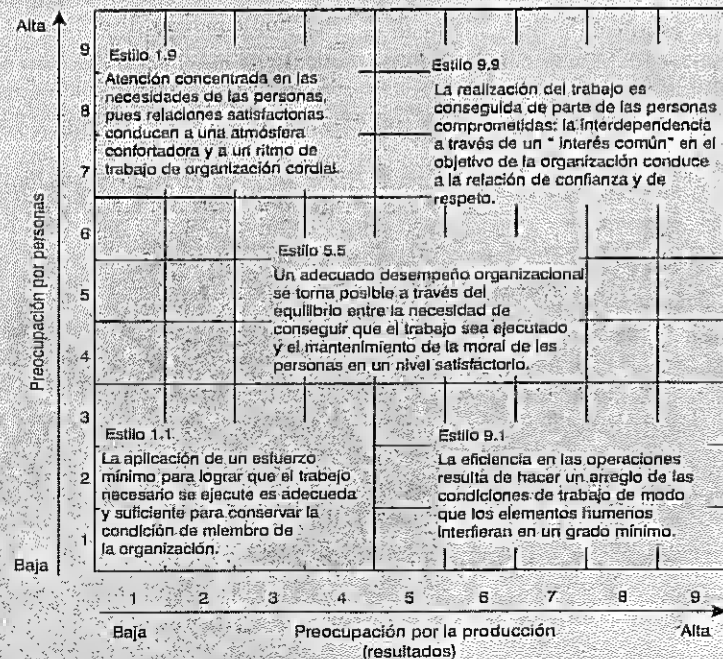 Alta
9
8
7
6
5
4
3
2
1
Baja
Preocupación por personas
Estilo 1.9
Atención concentrada en las
necesidades de las personas,
pues relaciones satisfactorias
conducen a una atmósfera
confortadora y a un ritmo de
trabajo de organización cordial.
Estilo 9.9
La realización del trabajo es
conseguida de parte de las personas
comprometidas: la interdependencia
a través de un " interés común" en el
objetivo de la organización conduce
a la relación de confianza y de
respeto.
Estilo 5.5
Un adecuado desempeño organizacional
se torna posible a través del
equilibrio entre la necesidad de
conseguir que el trabajo sea ejecutado
y el mantenimiento de la moral de las
personas en un nivel satisfactorio.
Estilo 1.1
La aplicación de un esfuerzo
mínimo para lograr que el trabajo
necesario se ejecute es adecuada
y suficiente para conservar la
condición de miembro de
la organización.
Estilo 9.1
La eficiencia en las operaciones
resulta de hacer un arreglo de las
condiciones de trabajo de modo
que los elementos humanos
interfieran en un grado mínimo.
1 2 3 4 5 6 7 8 9
Baja Preocupación por la producción Alta
(resultados)